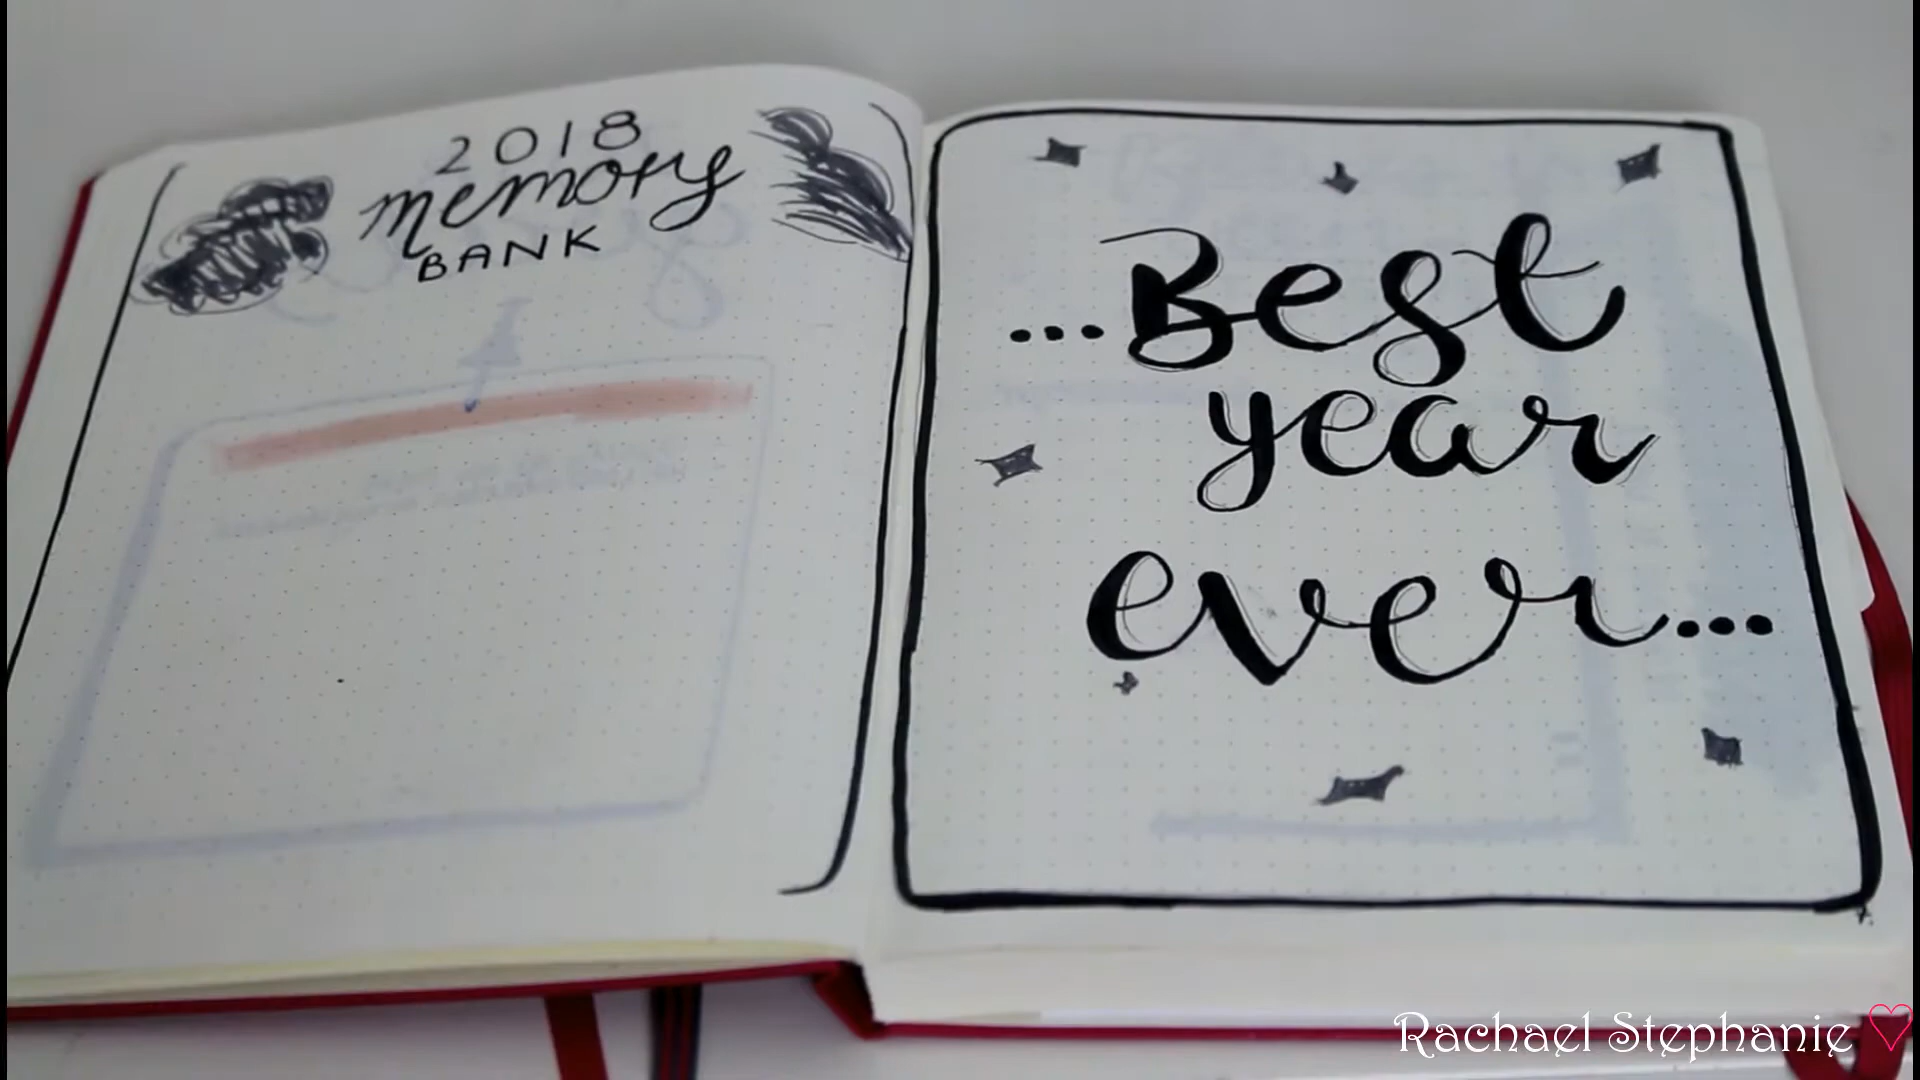 2018
memory
BANK
...Best
year
ever...
Rachael Stephanie ♡